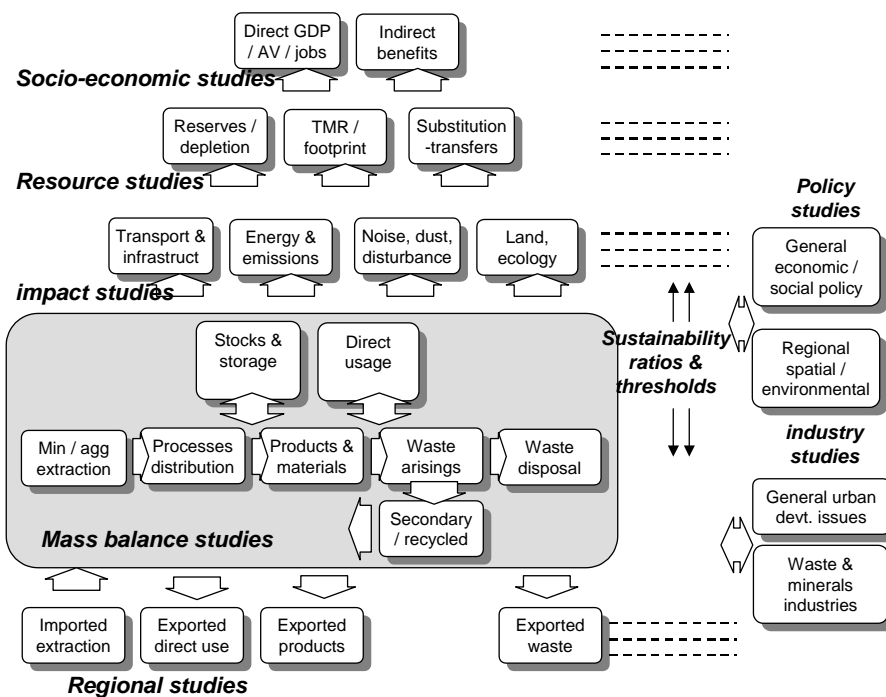 Direct GDP
/ AV / jobs
Indirect
benefits
Socio-economic studies
Reserves /
depletion
TMR /
footprint
Substitution
-transfers
Resource studies
Policy
studies
Transport &
infrastruct
Energy &
emissions
Noise, dust,
disturbance
Land,
ecology
General
economic /
social policy
impact studies
Stocks &
storage
Direct
usage
Sustainability
ratios &
thresholds
Regional
spatial /
environmental
Min / agg
extraction
Processes
distribution
Products &
materials
Waste
arisings
Waste
disposal
industry
studies
General urban
devt. issues
Secondary
/ recycled
Mass balance studies
Waste &
minerals
industries
Imported
extraction
Exported
direct use
Exported
products
Exported
waste
Regional studies